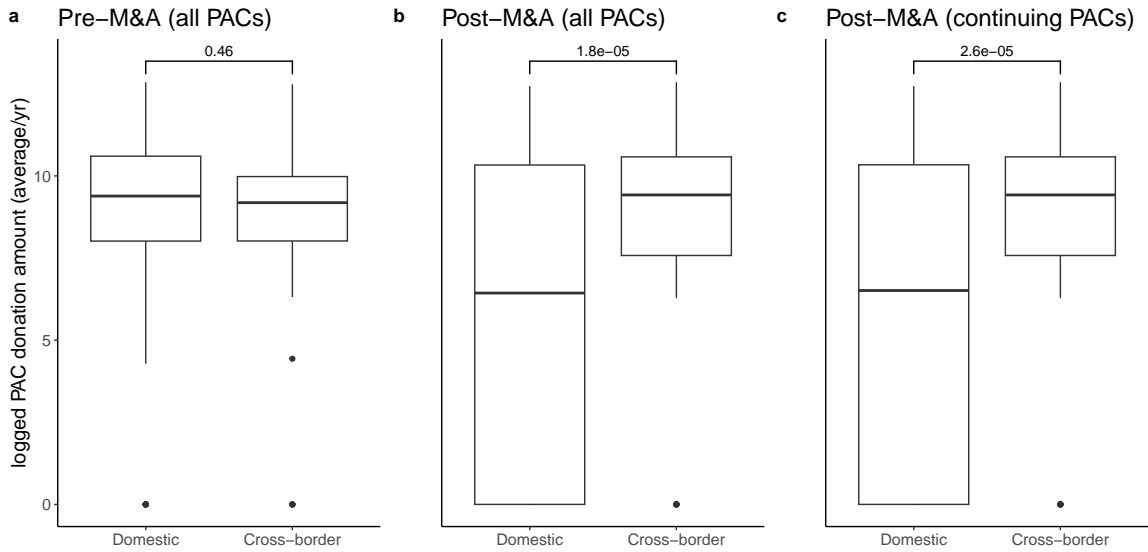 a Pre−M&A (all PACs)
0.46
logged PAC donation amount (average/yr)
10
5
0
Domestic Cross−border
b Post−M&A (all PACs)
1.8e−05
Domestic Cross−border
c Post−M&A (continuing PACs)
2.6e−05
Domestic Cross−border